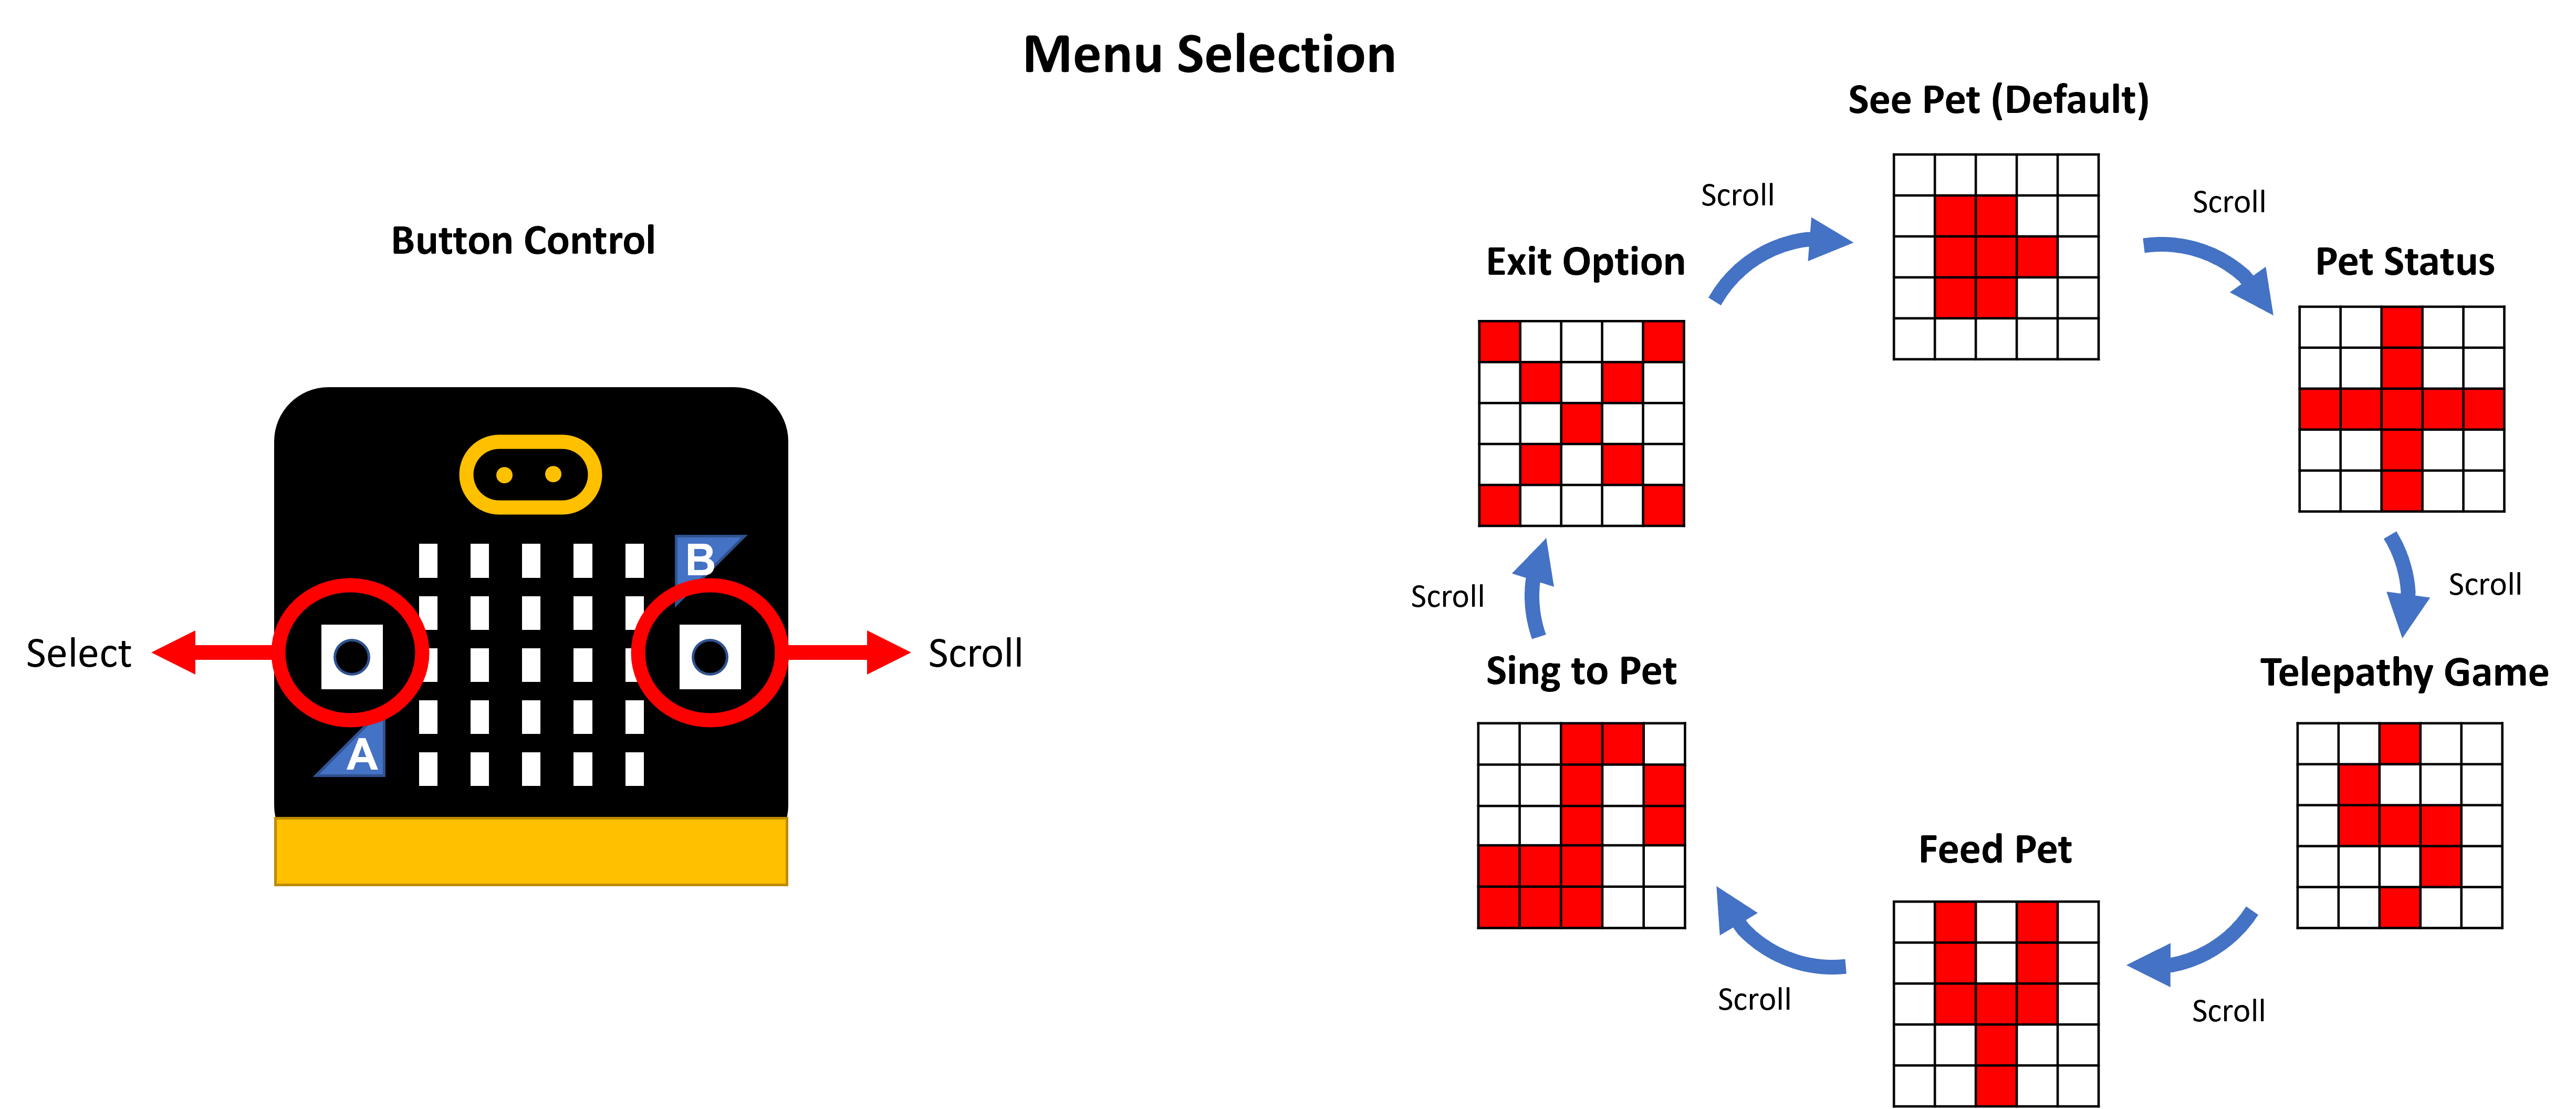 Menu Selection
Button Control
B
Select
Scroll
A
See Pet (Default)
Scroll
Scroll
Exit Option
Pet Status
Scroll
Scroll
Sing to Pet
Telepathy Game
Feed Pet
Scroll
Scroll